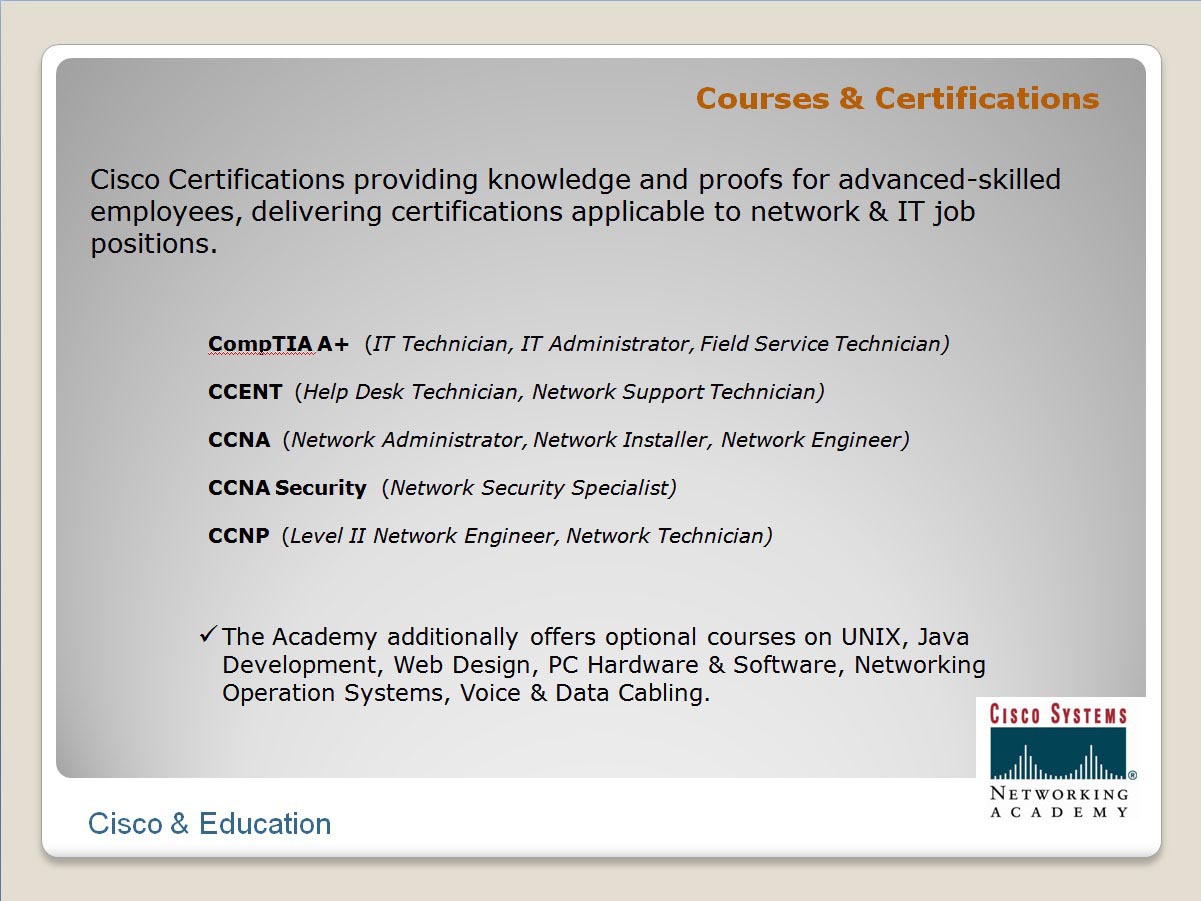 Courses & Certifications
Cisco Certifications providing knowledge and proofs for advanced-skilled
employees, delivering certifications applicable to network & IT job
positions.
CompTIA A+ (IT Technician, IT Administrator, Field Service Technician)
CCENT (Help Desk Technician, Network Support Technician)
CCNA (Network Administrator, Network Installer, Network Engineer)
CCNA Security (Network Security Specialist)
CCNP (Level II Network Engineer, Network Technician)
✓ The Academy additionally offers optional courses on UNIX, Java
Development, Web Design, PC Hardware & Software, Networking
Operation Systems, Voice & Data Cabling.
CISCO SYSTEMS
®
NETWORKING
ACADEMY
Cisco & Education